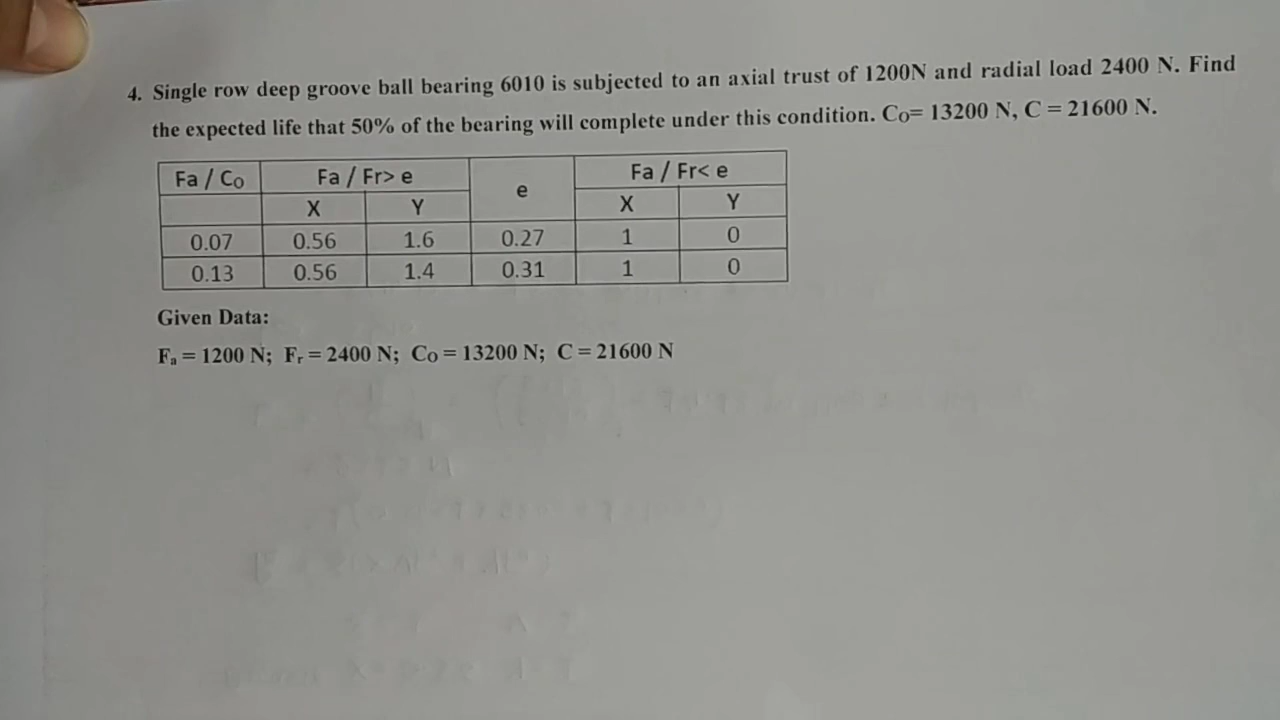 4. Single row deep groove ball bearing 6010 is subjected to an axial trust of 1200N and radial load 2400 N. Find
the expected life that 50% of the bearing will complete under this condition. Co= 13200 N, C = 21600 N.
Fa / Co Fa / Fr> e e Fa / Fr< e
X Y X Y
0.07 0.56 1.6 0.27 1 0
0.13 0.56 1.4 0.31 1 0
Given Data:
Fa = 1200 N; Fr = 2400 N; Co = 13200 N; C = 21600 N